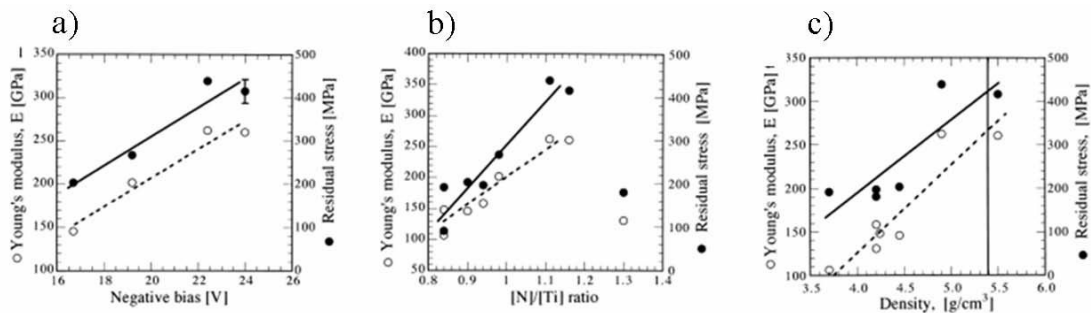 a)
Young's modulus, E [GPa]
350
300
250
200
150
100
16 18 20 22 24 26
Negative bias [V]
500
400
300
200
100
0
Residual stress [MPa]
b)
Young's modulus, E [GPa]
400
350
300
250
200
150
100
50
0.8 0.9 1 1.1 1.2 1.3 1.4
[N]/[Ti] ratio
500
400
300
200
100
0
Residual stress [MPa]
c)
Young's modulus, E [GPa]
350
300
250
200
150
100
3.5 4.0 4.5 5.0 5.5 6.0
Density, [g/cm³]
500
400
300
200
100
0
Residual stress, [MPa]